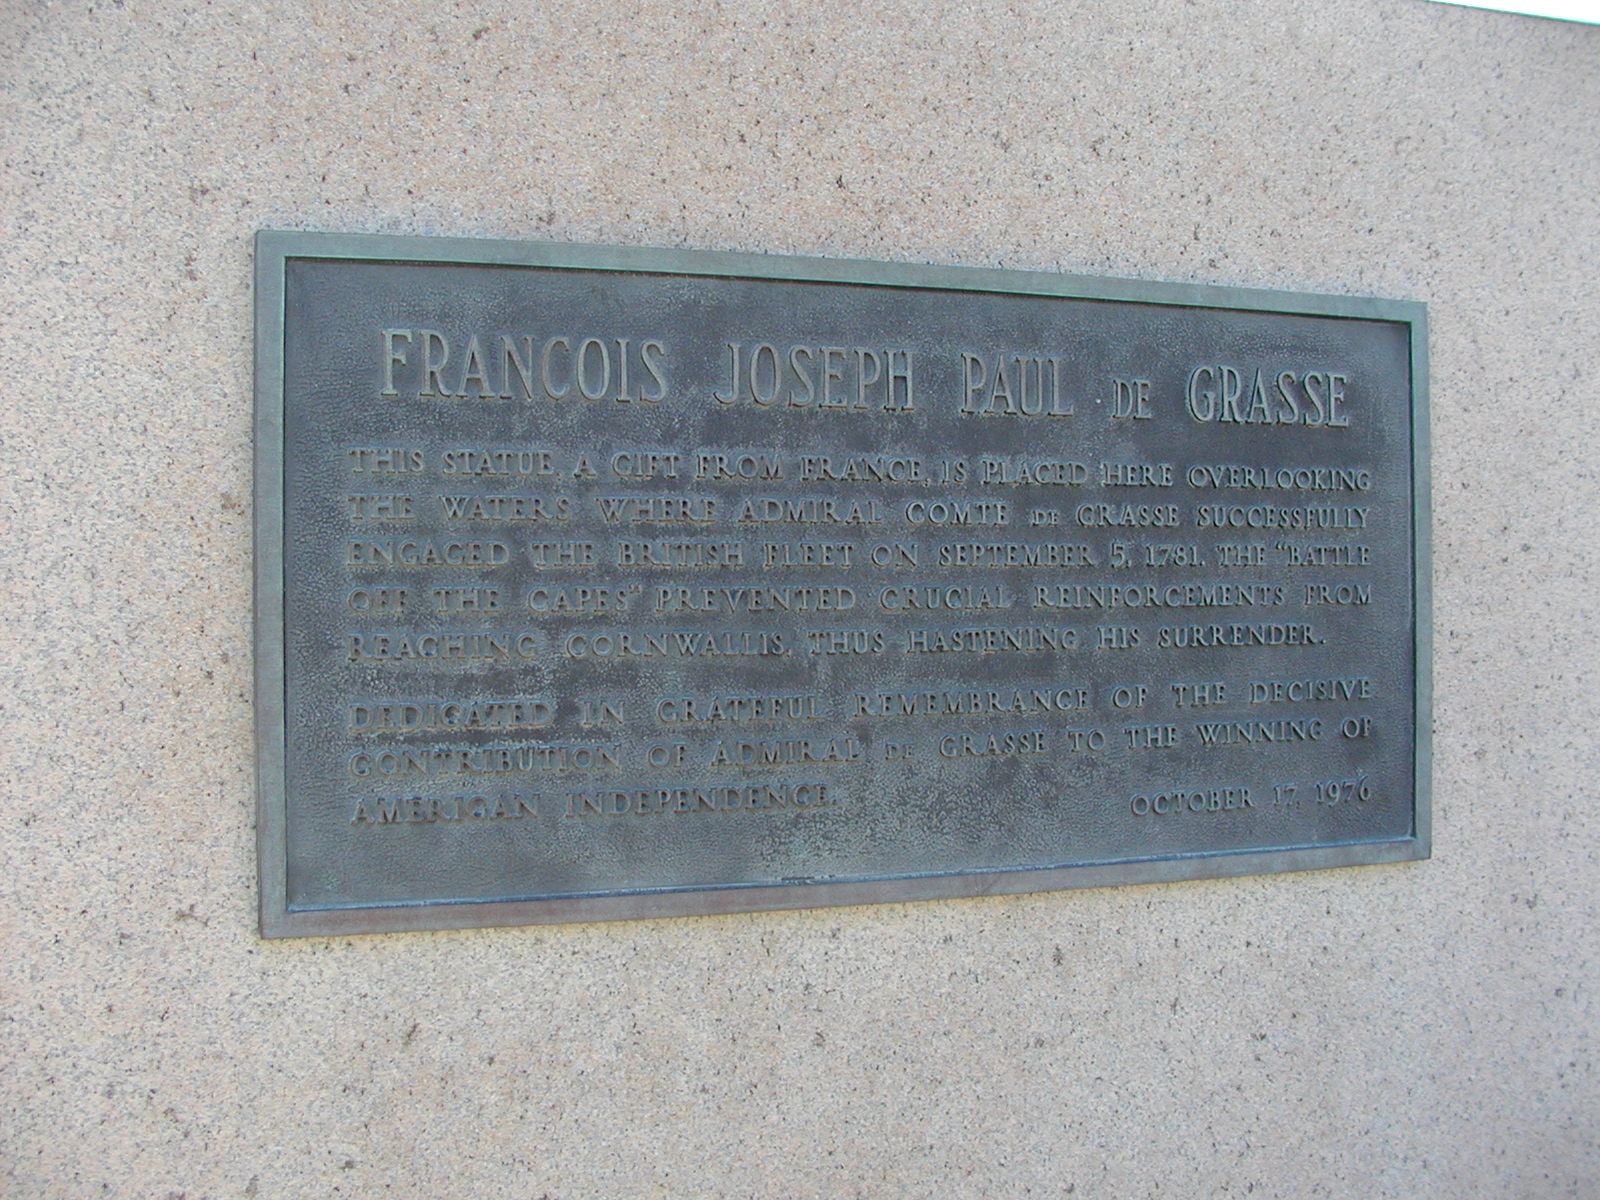 FRANCOIS JOSEPH PAUL DE GRASSE
THIS STATUE, A GIFT FROM FRANCE, IS PLACED HERE OVERLOOKING
THE WATERS WHERE ADMIRAL COMTE DE GRASSE SUCCESSFULLY
ENGAGED THE BRITISH FLEET ON SEPTEMBER 5, 1781. THE "BATTLE
OFF THE CAPES" PREVENTED CRUCIAL REINFORCEMENTS FROM
REACHING CORNWALLIS, THUS HASTENING HIS SURRENDER.
DEDICATED IN GRATEFUL REMEMBRANCE OF THE DECISIVE
CONTRIBUTION OF ADMIRAL DE GRASSE TO THE WINNING OF
AMERICAN INDEPENDENCE. OCTOBER 17, 1976